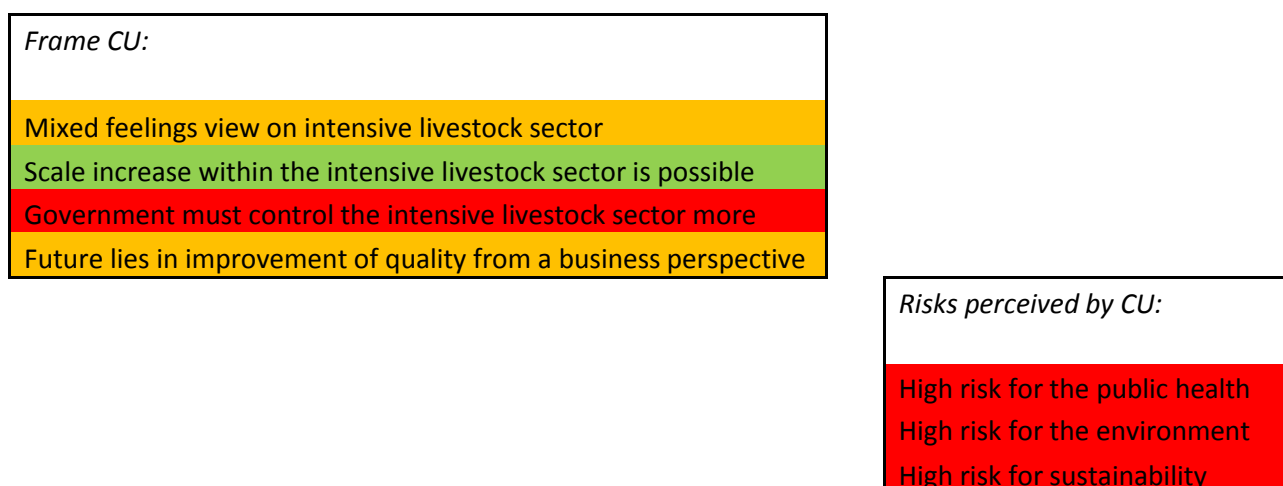 Frame CU:
Mixed feelings view on intensive livestock sector
Scale increase within the intensive livestock sector is possible
Government must control the intensive livestock sector more
Future lies in improvement of quality from a business perspective
Risks perceived by CU:
High risk for the public health
High risk for the environment
High risk for sustainability